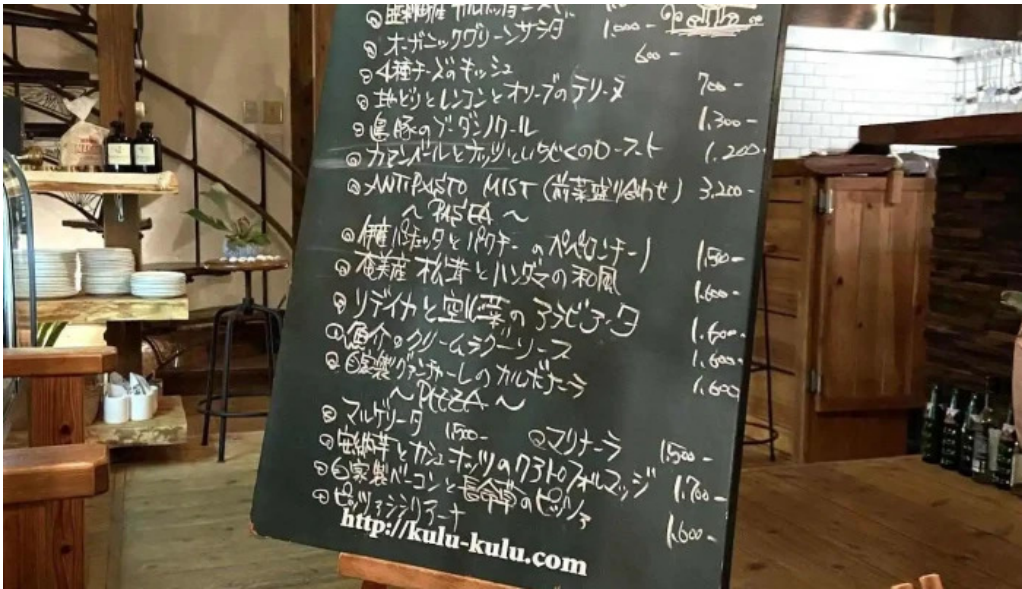 産 カルパッチョ
オーガニックグリーンサラダ 1.000-
4種チーズのキッシュ 600-
地どりとレンコンとオリーブのテリーヌ 700-
島豚のブーダンノワール 1.300-
カマンベールとナッツといちじくのロースト 1.200-
ANTIPASTO MIST (前菜盛り合わせ) 3.200-
〜PASTA〜
パンチェッタとパクチーのペペロンチーノ 1.500-
奄美産 松茸とハンダマの和風 1.600-
リデイカと空心菜のアラビアータ 1.600-
魚介のクリームラグーソース 1.600-
自家製グアンチャーレのカルボナーラ 1.600
〜PIZZA〜
マルゲリータ 1500- マリナーラ 1.500-
安納芋とカシューナッツのクアトロフォルマッジ 1.700-
自家製ベーコンと長命草のピッツァ 1.600-
ピッツァシシリアーナ
http://kulu-kulu.com